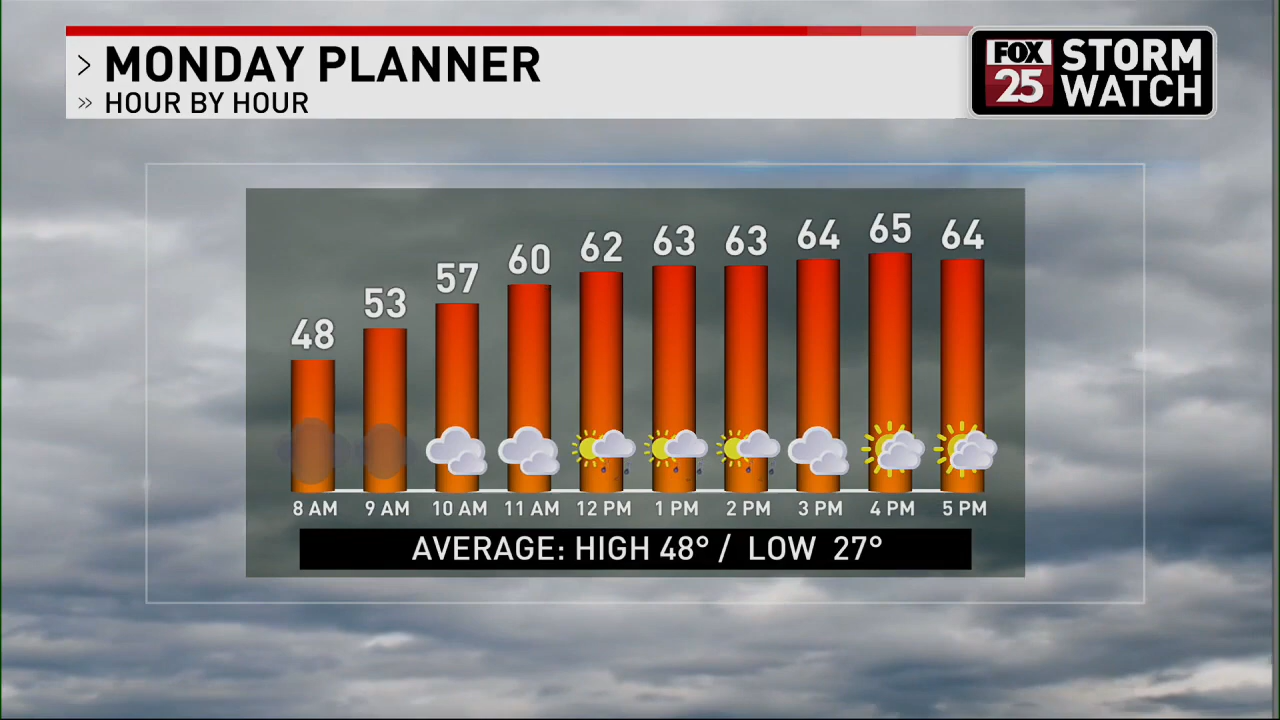 > MONDAY PLANNER
» HOUR BY HOUR
FOX 25
STORM WATCH
48 53 57 60 62 63 63 64 65 64
8 AM 9 AM 10 AM 11 AM 12 PM 1 PM 2 PM 3 PM 4 PM 5 PM
AVERAGE: HIGH 48° / LOW 27°